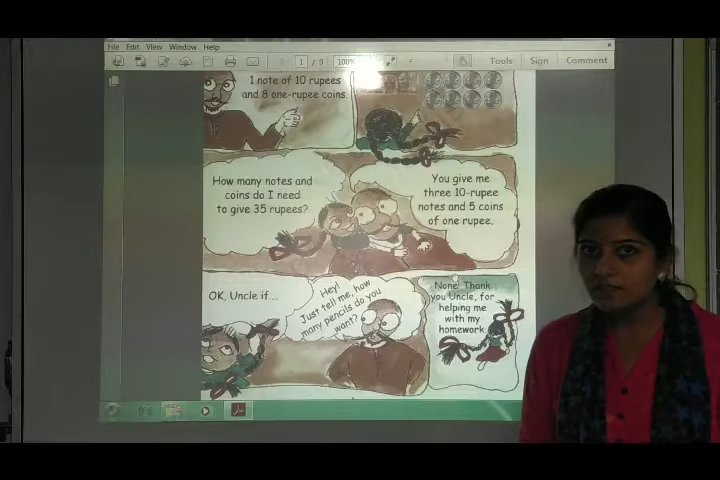 File Edit View Window Help
1 / 9 100%
Tools Sign Comment
1 note of 10 rupees
and 8 one-rupee coins.
How many notes and
coins do I need
to give 35 rupees?
You give me
three 10-rupee
notes and 5 coins
of one rupee.
OK, Uncle if...
Hey!
Just tell me, how
many pencils do you
want?
None! Thank
you Uncle, for
helping me
with my
homework.